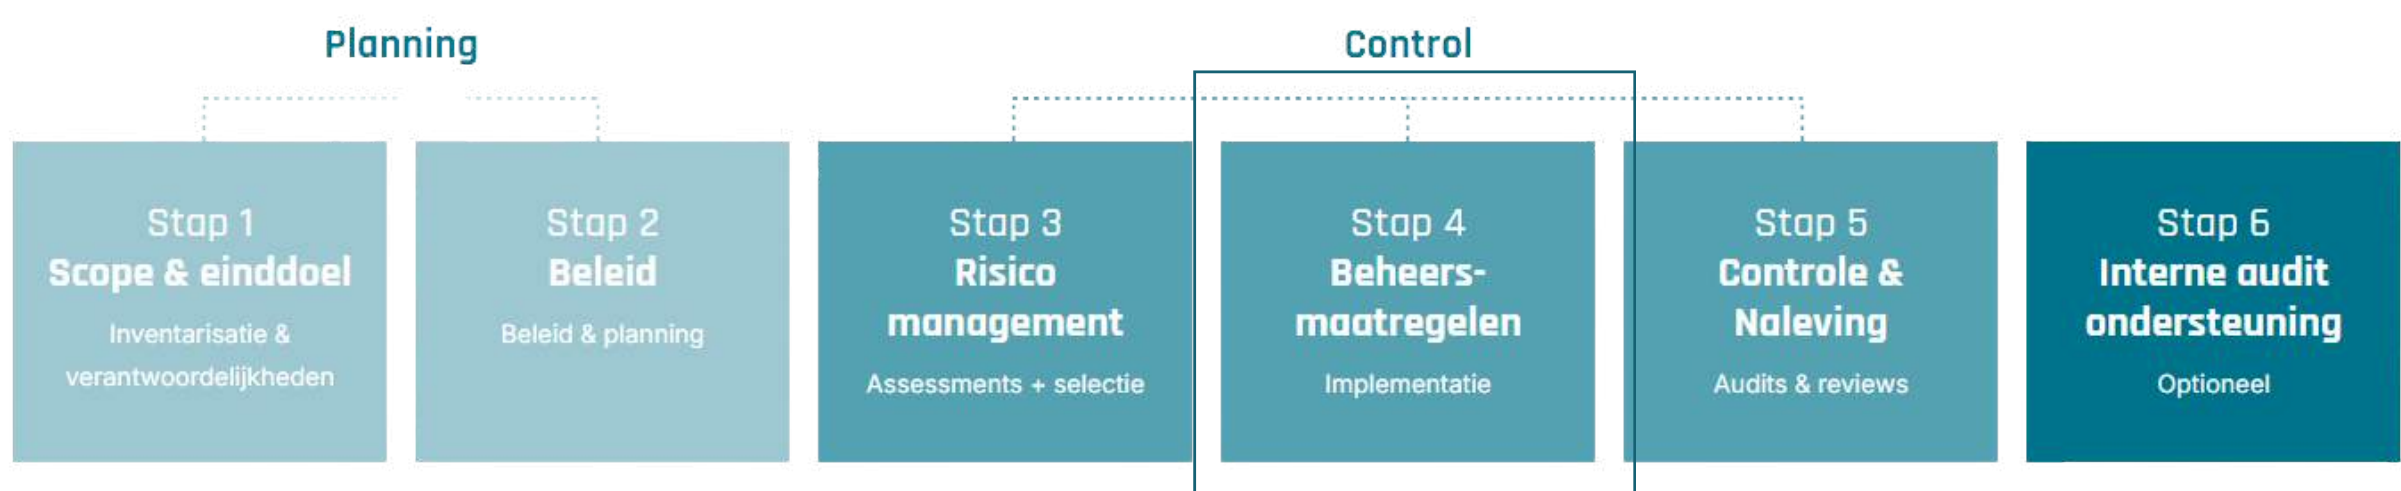 Planning
Control
Stap 1
Scope & einddoel
Inventarisatie &
verantwoordelijkheden
Stap 2
Beleid
Beleid & planning
Stap 3
Risico
management
Assessments + selectie
Stap 4
Beheers-
maatregelen
Implementatie
Stap 5
Controle &
Naleving
Audits & reviews
Stap 6
Interne audit
ondersteuning
Optioneel